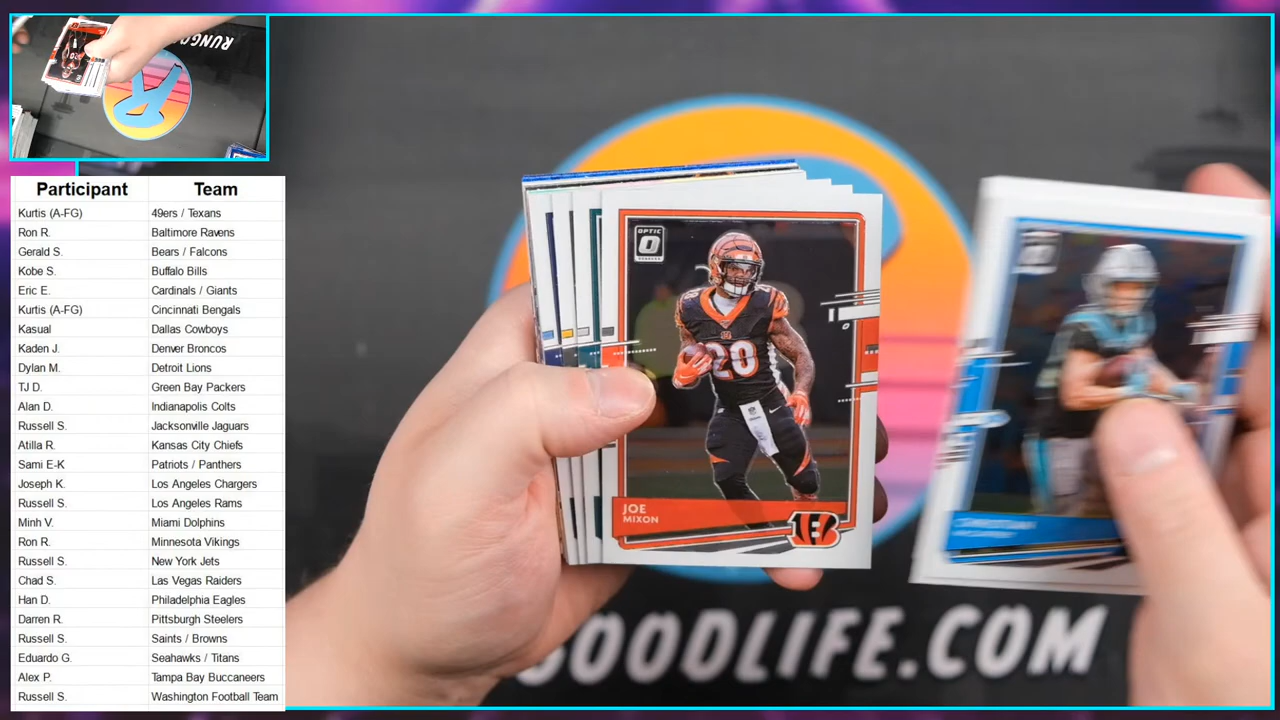 RUNGOO
Participant Team
Kurtis (A-FG) 49ers / Texans
Ron R. Baltimore Ravens
Gerald S. Bears / Falcons
Kobe S. Buffalo Bills
Eric E. Cardinals / Giants
Kurtis (A-FG) Cincinnati Bengals
Kasual Dallas Cowboys
Kaden J. Denver Broncos
Dylan M. Detroit Lions
TJ D. Green Bay Packers
Alan D. Indianapolis Colts
Russell S. Jacksonville Jaguars
Atilla R. Kansas City Chiefs
Sami E-K Patriots / Panthers
Joseph K. Los Angeles Chargers
Russell S. Los Angeles Rams
Minh V. Miami Dolphins
Ron R. Minnesota Vikings
Russell S. New York Jets
Chad S. Las Vegas Raiders
Han D. Philadelphia Eagles
Darren R. Pittsburgh Steelers
Russell S. Saints / Browns
Eduardo G. Seahawks / Titans
Alex P. Tampa Bay Buccaneers
Russell S. Washington Football Team
OPTIC
20
JOE
MIXON
B
GOODLIFE.COM